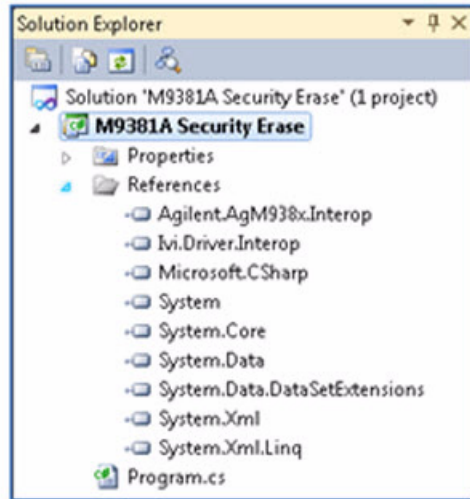 Solution Explorer
Solution 'M9381A Security Erase' (1 project)
M9381A Security Erase
Properties
References
Agilent.AgM938x.Interop
Ivi.Driver.Interop
Microsoft.CSharp
System
System.Core
System.Data
System.Data.DataSetExtensions
System.Xml
System.Xml.Linq
Program.cs